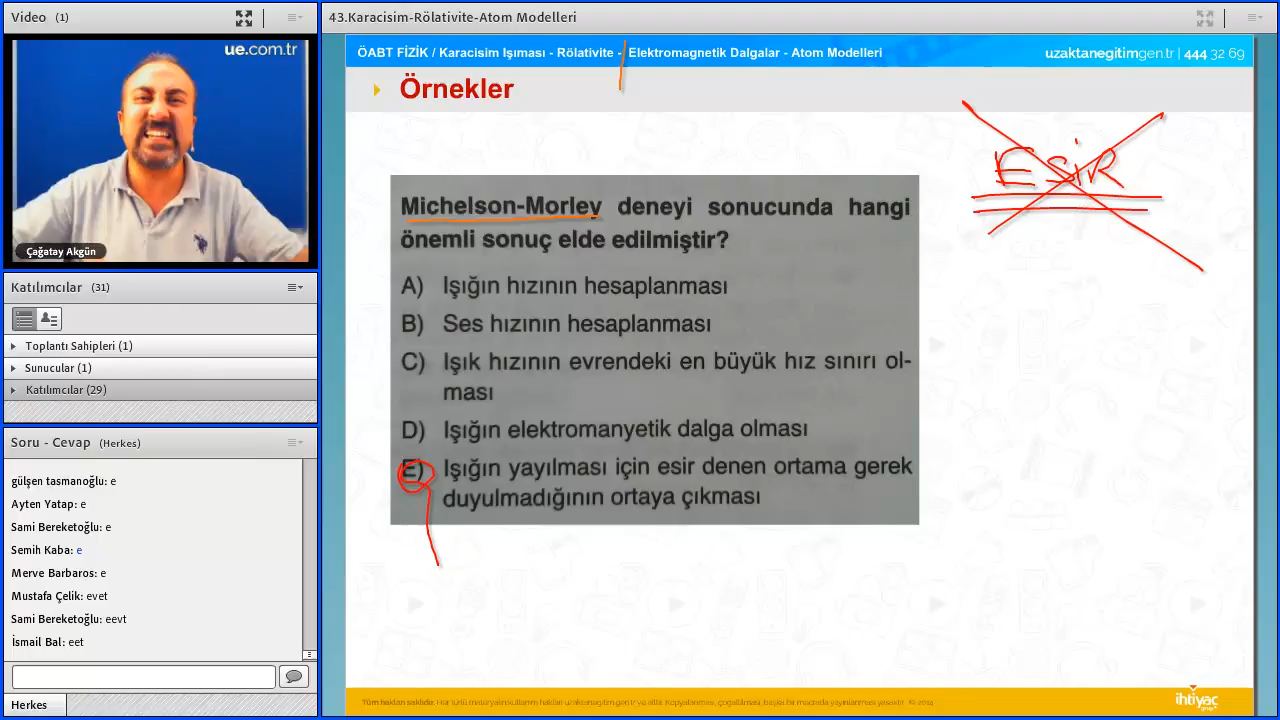 Video (1)
43.Karacisim-Rölativite-Atom Modelleri
ue.com.tr
Çağatay Akgün
ÖABT FİZİK / Karacisim Işıması - Rölativite - Elektromagnetik Dalgalar - Atom Modelleri
uzaktanegitimgen.tr | 444 32 69
Örnekler
ESİR
Michelson-Morley deneyi sonucunda hangi
önemli sonuç elde edilmiştir?
A) Işığın hızının hesaplanması
B) Ses hızının hesaplanması
C) Işık hızının evrendeki en büyük hız sınırı ol-
ması
D) Işığın elektromanyetik dalga olması
E) Işığın yayılması için esir denen ortama gerek
duyulmadığının ortaya çıkması
Katılımcılar (31)
Toplantı Sahipleri (1)
Sunucular (1)
Katılımcılar (29)
Soru - Cevap (Herkes)
gülşen tasmanoğlu: e
Ayten Yatap: e
Sami Bereketoğlu: e
Semih Kaba: e
Merve Barbaros: e
Mustafa Çelik: evet
Sami Bereketoğlu: eevt
İsmail Bal: eet
Herkes
Tüm hakları saklıdır.
ihtiyaç